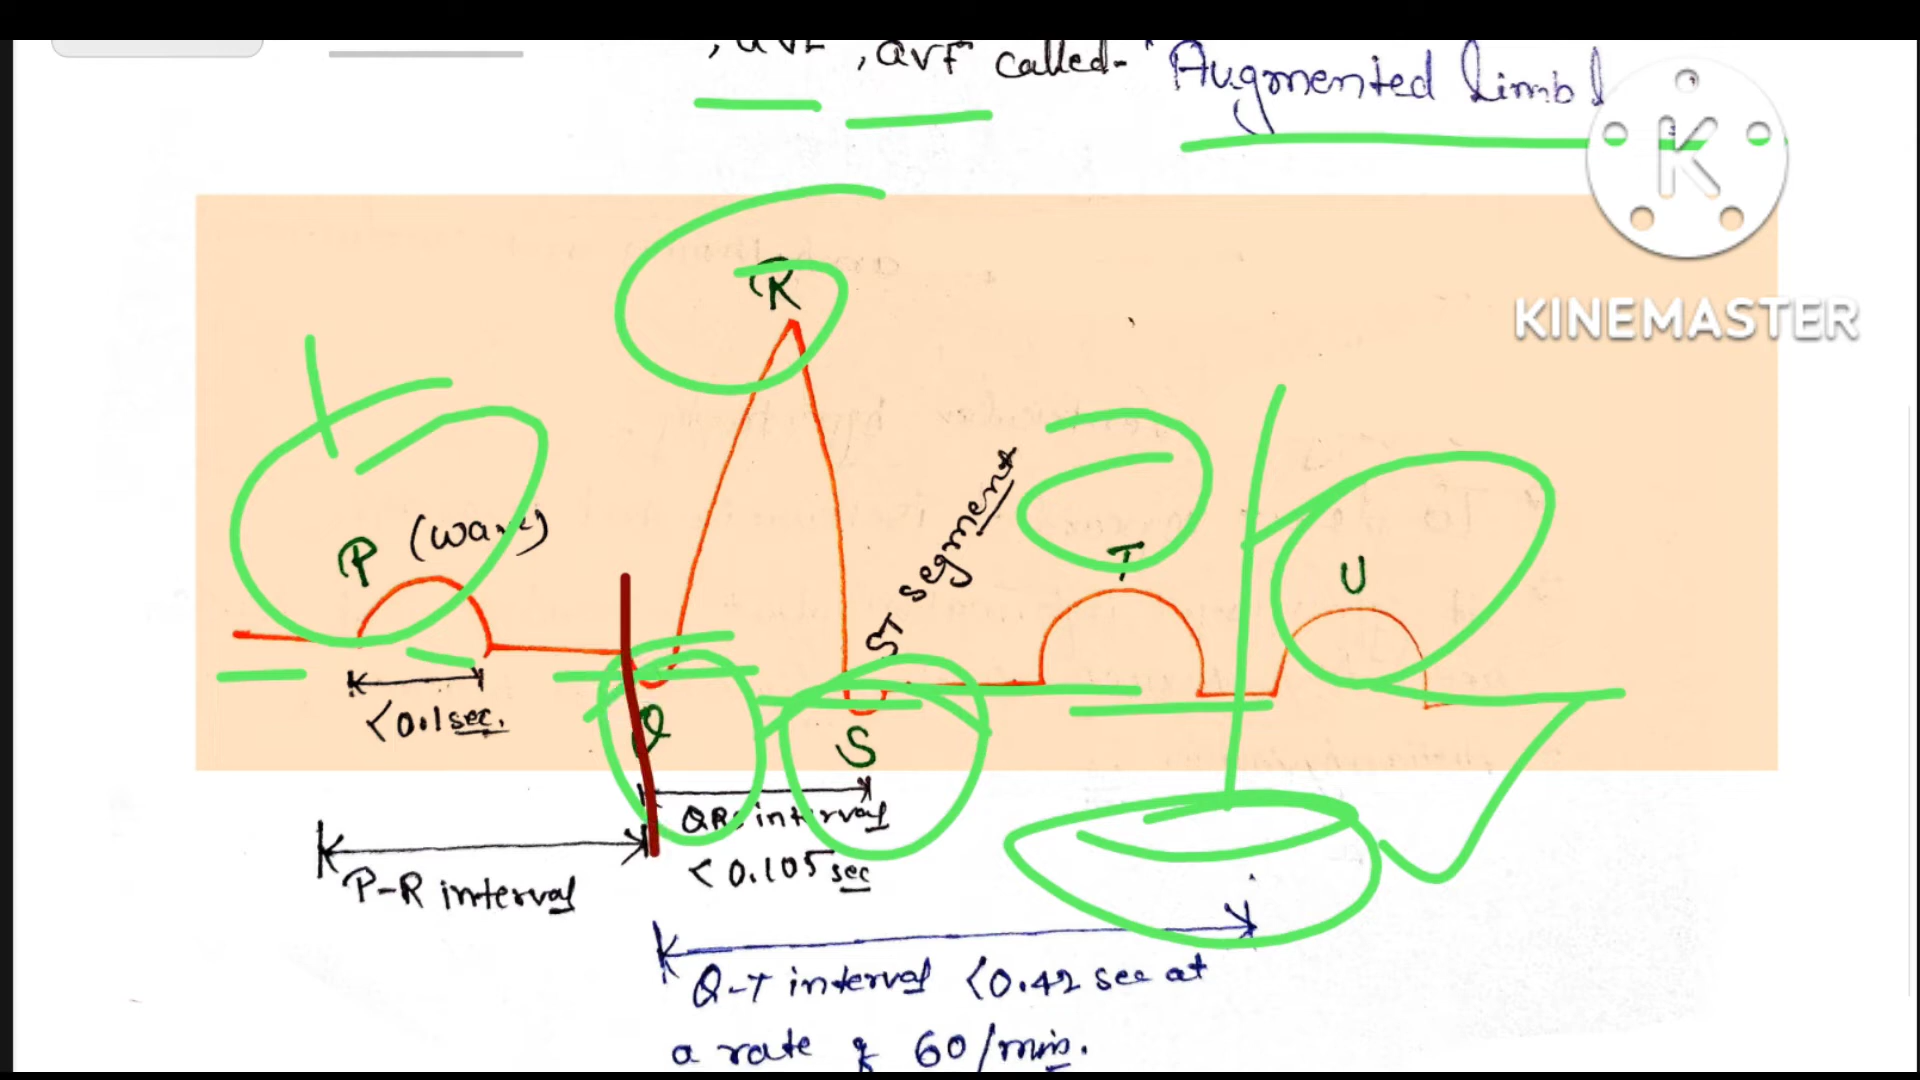 , aVL , aVF called- "Augmented limb l
KINEMASTER
R
P (wave)
ST segment
T
U
<0.1 sec.
Q
S
QRS interval
<0.105 sec
P-R interval
Q-T interval <0.42 sec at
a rate of 60/min.